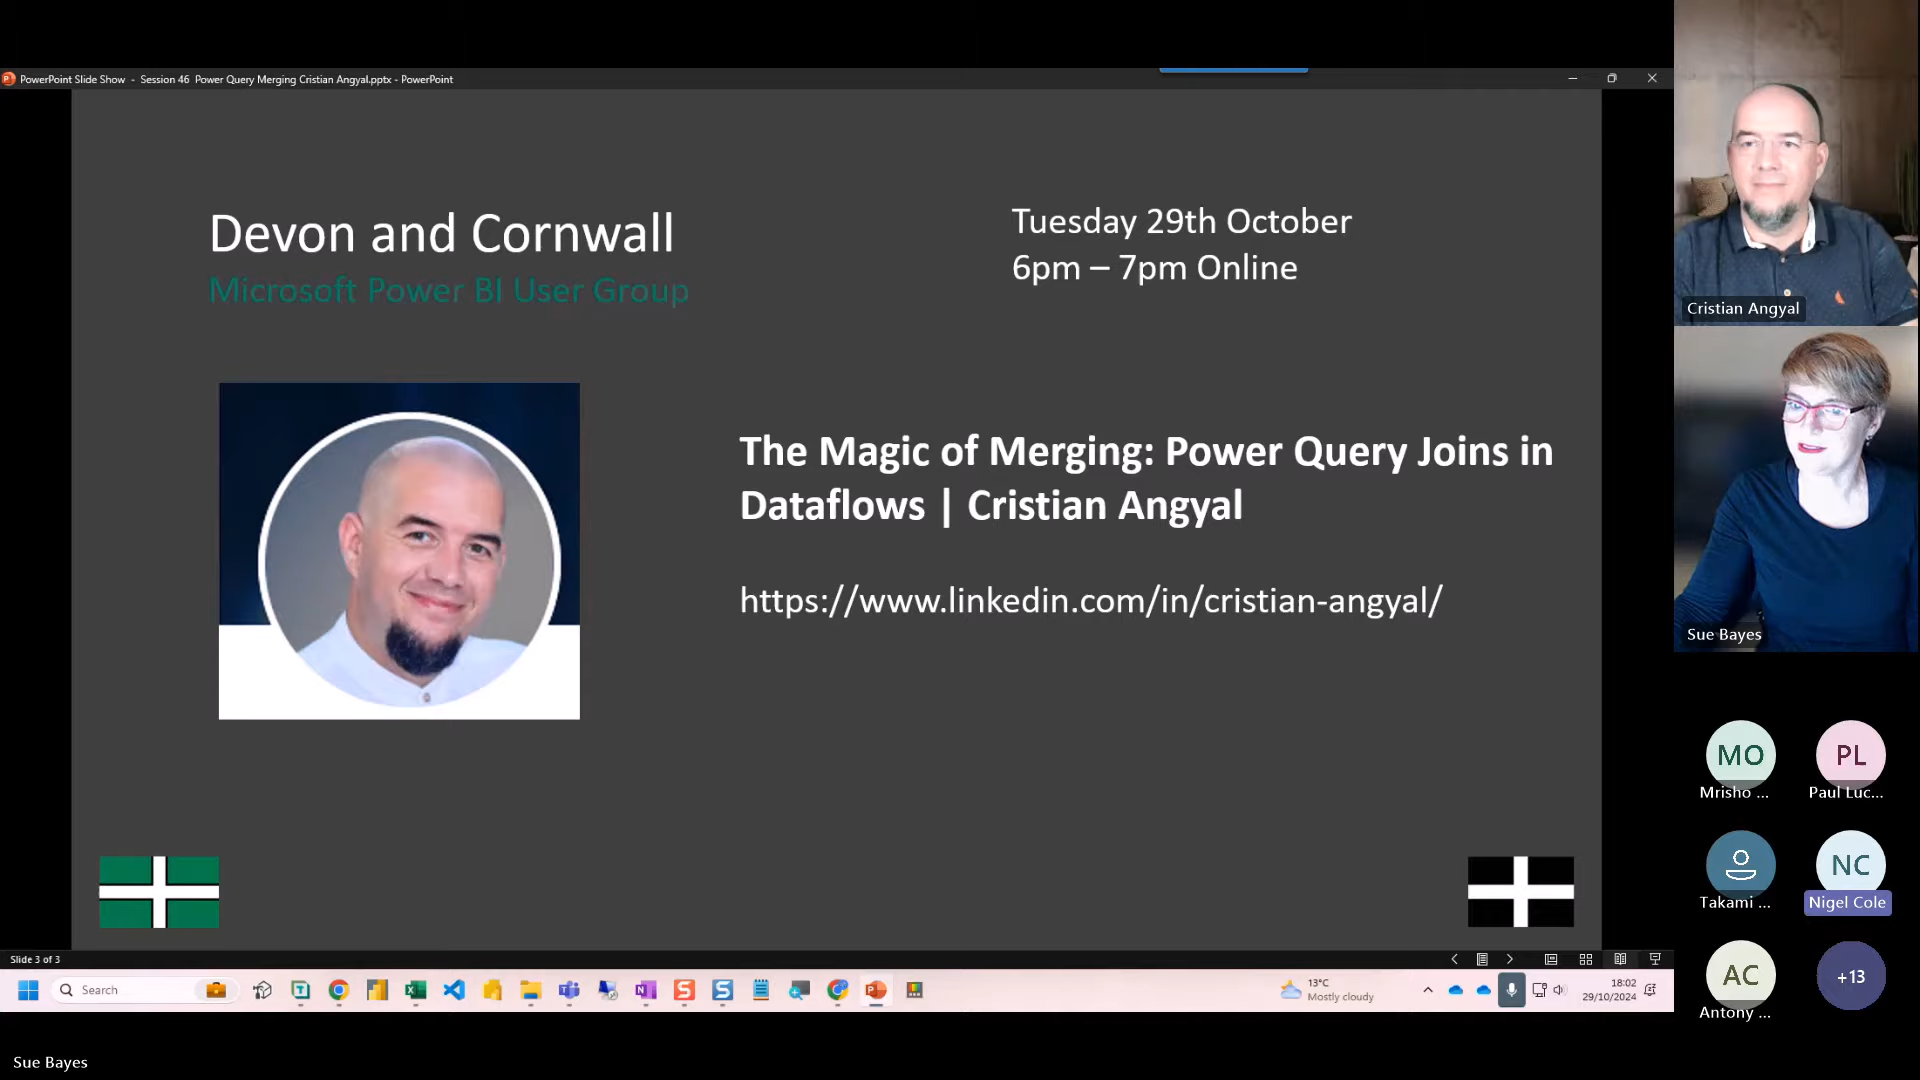 PowerPoint Slide Show - Session 46 Power Query Merging Cristian Angyal.pptx - PowerPoint
Devon and Cornwall
Microsoft Power BI User Group
Tuesday 29th October
6pm – 7pm Online
The Magic of Merging: Power Query Joins in
Dataflows | Cristian Angyal
https://www.linkedin.com/in/cristian-angyal/
Slide 3 of 3
Search
13°C
Mostly cloudy
18:02
29/10/2024
Sue Bayes
Cristian Angyal
Sue Bayes
MO
Mrisho ...
PL
Paul Luc...
Takami ...
NC
Nigel Cole
AC
Antony ...
+13